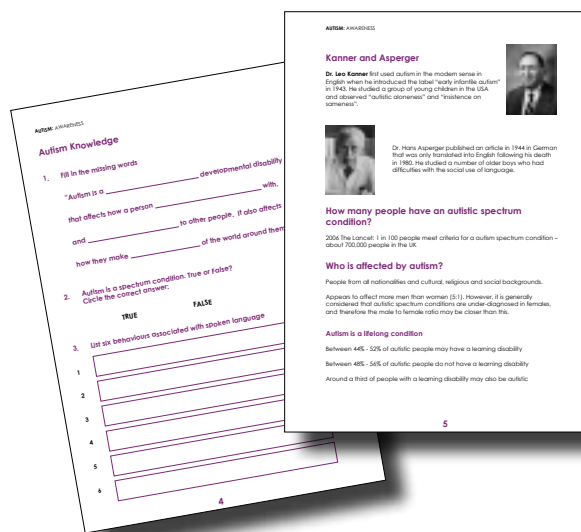 AUTISM: AWARENESS
Autism Knowledge
1. Fill in the missing words
"Autism is a ______________ developmental disability
that affects how a person ______________ with,
and ______________ to other people. It also affects
how they make ______________ of the world around them
2. Autism is a spectrum condition. True or False?
Circle the correct answer:
TRUE FALSE
3. List six behaviours associated with spoken language
1
2
3
4
5
6
4
AUTISM: AWARENESS
Kanner and Asperger
Dr. Leo Kanner first used autism in the modern sense in
English when he introduced the label "early infantile autism"
in 1943. He studied a group of young children in the USA
and observed "autistic aloneness" and "insistence on
sameness".
Dr. Hans Asperger published an article in 1944 in German
that was only translated into English following his death
in 1980. He studied a number of older boys who had
difficulties with the social use of language.
How many people have an autistic spectrum
condition?
2006 The Lancet: 1 in 100 people meet criteria for a autism spectrum condition –
about 700,000 people in the UK
Who is affected by autism?
People from all nationalities and cultural, religious and social backgrounds.
Appears to affect more men than women (5:1). However, it is generally
considered that autistic spectrum conditions are under-diagnosed in females,
and therefore the male to female ratio may be closer than this.
Autism is a lifelong condition
Between 44% - 52% of autistic people may have a learning disability
Between 48% - 56% of autistic people do not have a learning disability
Around a third of people with a learning disability may also be autistic
5